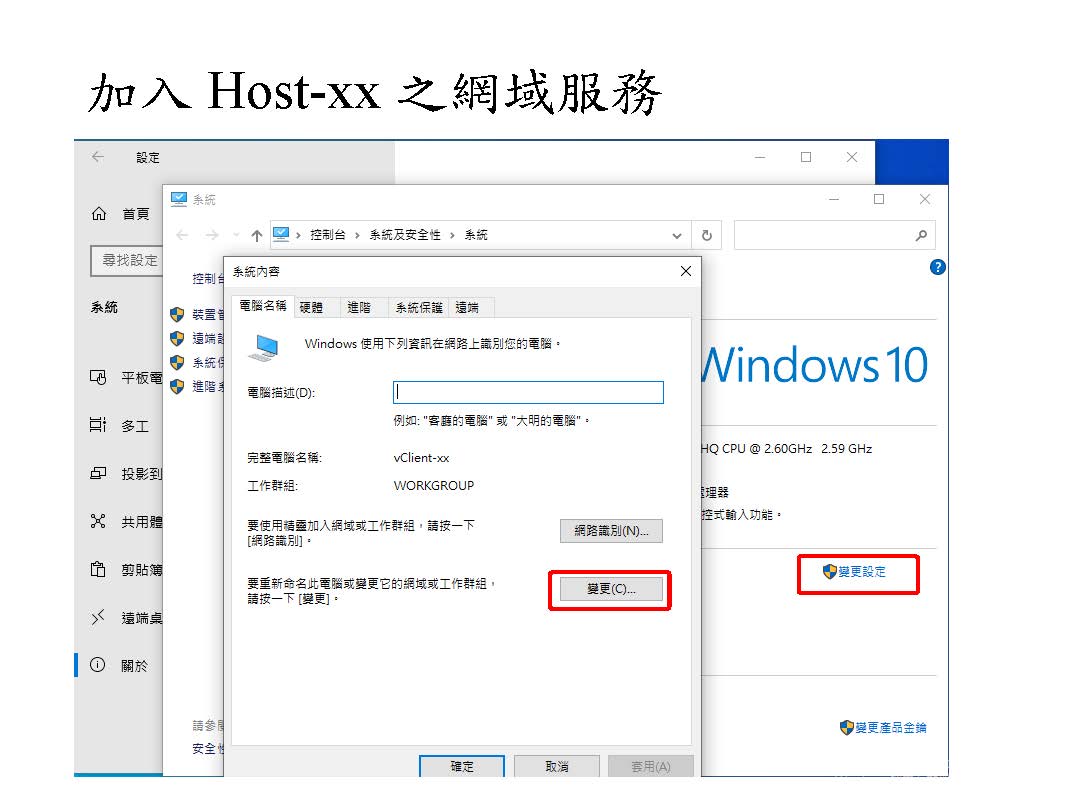 加入 Host-xx 之網域服務
設定
系統
首頁
控制台 系統及安全性 系統
尋找設定
系統內容
控制台
電腦名稱 硬體 進階 系統保護 遠端
系統
裝置管
遠端設
系統保
進階系
Windows 使用下列資訊在網路上識別您的電腦。
Windows 10
平板電
電腦描述(D):
例如: "客廳的電腦" 或 "大明的電腦"。
多工
HQ CPU @ 2.60GHz 2.59 GHz
完整電腦名稱: vClient-xx
投影到
工作群組: WORKGROUP
處理器
控式輸入功能。
共用體
要使用精靈加入網域或工作群組，請按一下
[網路識別]。
網路識別(N)...
剪貼簿
變更設定
要重新命名此電腦或變更它的網域或工作群組，
請按一下 [變更]。
變更(C)...
遠端桌
關於
請參閱
變更產品金鑰
安全性
確定 取消 套用(A)